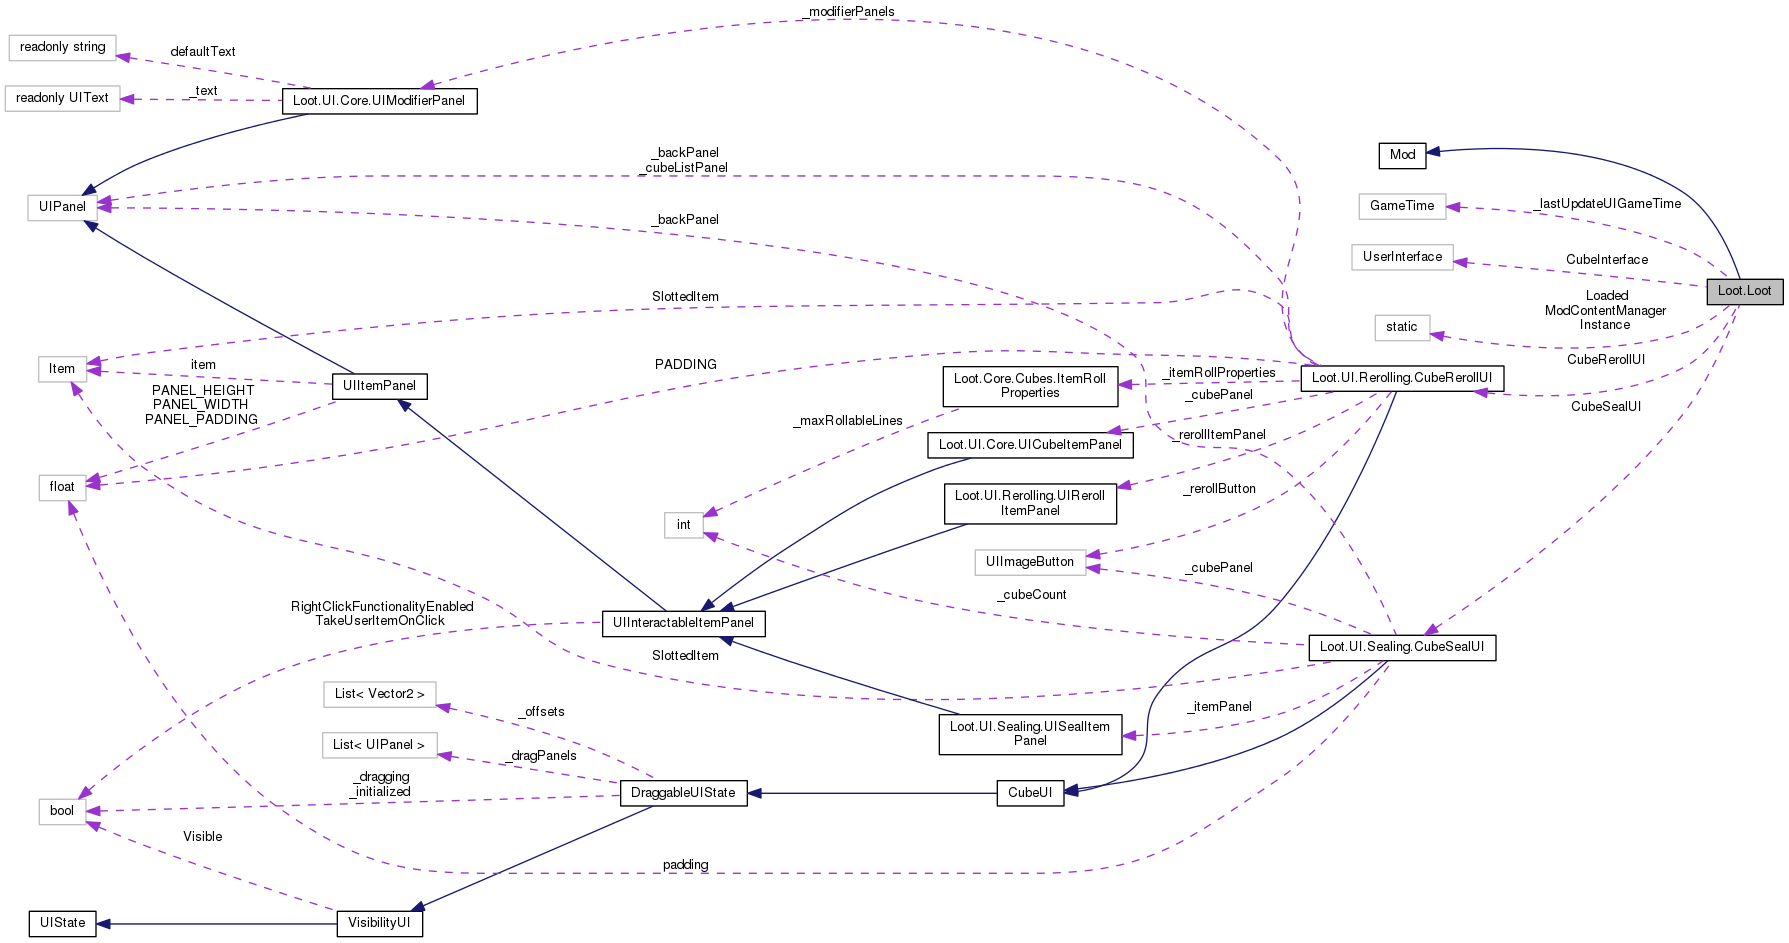 _modifierPanels
readonly string
defaultText
readonly UIText
_text
Loot.UI.Core.UIModifierPanel
Mod
_backPanel
_cubeListPanel
UIPanel
GameTime
_lastUpdateUIGameTime
_backPanel
UserInterface
CubeInterface
Loot.Loot
SlottedItem
Loaded
ModContentManager
Instance
static
Item
item
PADDING
CubeRerollUI
UIItemPanel
PANEL_HEIGHT
PANEL_WIDTH
PANEL_PADDING
Loot.Core.Cubes.ItemRoll
Properties
_itemRollProperties
Loot.UI.Rerolling.CubeRerollUI
_cubePanel
CubeSealUI
_maxRollableLines
Loot.UI.Core.UICubeItemPanel
_rerollItemPanel
float
Loot.UI.Rerolling.UIReroll
ItemPanel
_rerollButton
int
UIImageButton
_cubePanel
_cubeCount
RightClickFunctionalityEnabled
TakeUserItemOnClick
UIInteractableItemPanel
SlottedItem
Loot.UI.Sealing.CubeSealUI
List< Vector2 >
_offsets
_itemPanel
Loot.UI.Sealing.UISealItem
Panel
List< UIPanel >
_dragPanels
_dragging
_initialized
bool
DraggableUIState
CubeUI
Visible
padding
UIState
VisibilityUI